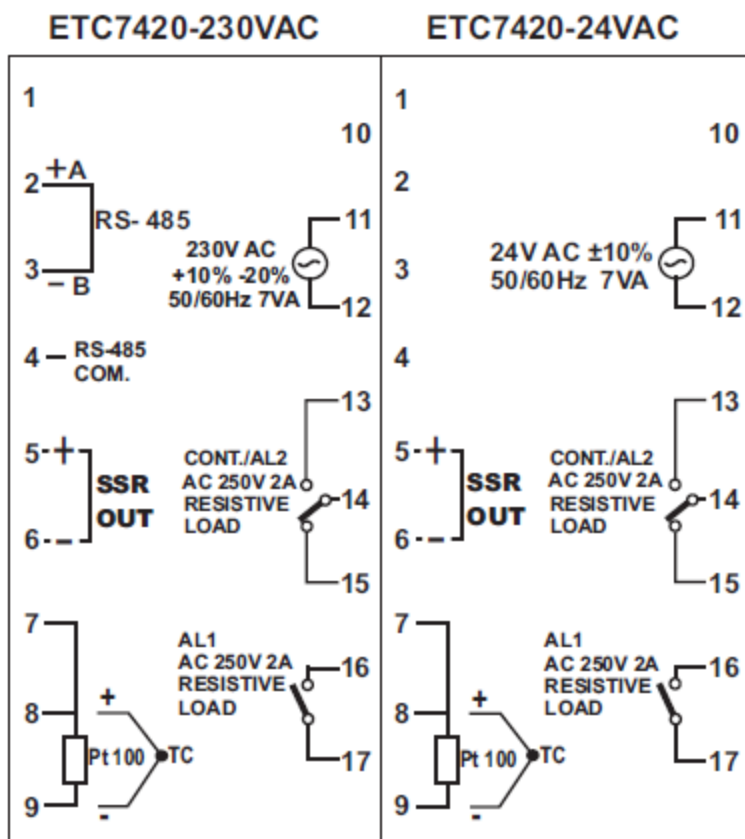 ETC7420-230VAC
1
10
2 +A
RS- 485
11
230V AC
+10% -20%
50/60Hz 7VA
3 – B
12
4 RS-485
COM.
13
5 +
SSR
OUT
6 -
CONT./AL2
AC 250V 2A
RESISTIVE
LOAD
14
15
7
AL1
AC 250V 2A
RESISTIVE
LOAD
16
8 +
Pt 100 TC
17
9 -
ETC7420-24VAC
1
10
2
11
24V AC ±10%
50/60Hz 7VA
3
12
4
13
5 +
SSR
OUT
6 -
CONT./AL2
AC 250V 2A
RESISTIVE
LOAD
14
15
7
AL1
AC 250V 2A
RESISTIVE
LOAD
16
8 +
Pt 100 TC
17
9 -